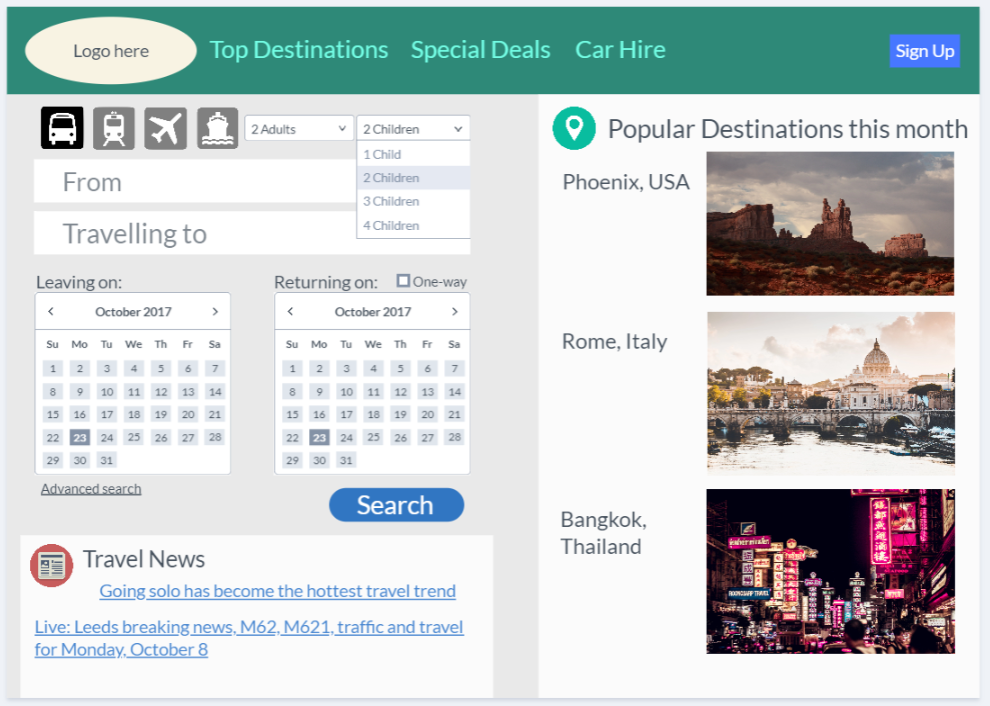 Logo here
Top Destinations
Special Deals
Car Hire
Sign Up
2 Adults
2 Children
1 Child
2 Children
3 Children
4 Children
From
Travelling to
Leaving on:
October 2017
Su Mo Tu We Th Fr Sa
1 2 3 4 5 6 7
8 9 10 11 12 13 14
15 16 17 18 19 20 21
22 23 24 25 26 27 28
29 30 31
Returning on:
One-way
October 2017
Su Mo Tu We Th Fr Sa
1 2 3 4 5 6 7
8 9 10 11 12 13 14
15 16 17 18 19 20 21
22 23 24 25 26 27 28
29 30 31
Advanced search
Search
Travel News
Going solo has become the hottest travel trend
Live: Leeds breaking news, M62, M621, traffic and travel
for Monday, October 8
Popular Destinations this month
Phoenix, USA
Rome, Italy
Bangkok,
Thailand